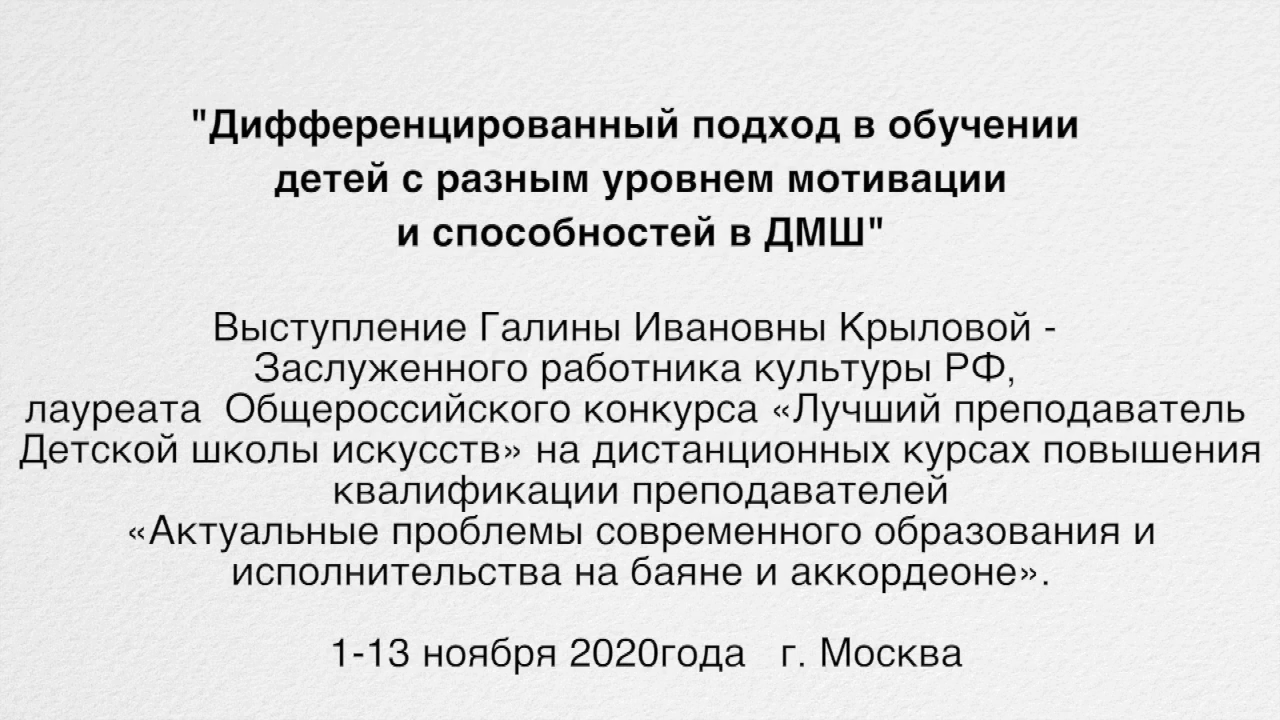 "Дифференцированный подход в обучении
детей с разным уровнем мотивации
и способностей в ДМШ"
Выступление Галины Ивановны Крыловой -
Заслуженного работника культуры РФ,
лауреата  Общероссийского конкурса «Лучший преподаватель
Детской школы искусств» на дистанционных курсах повышения
квалификации преподавателей
«Актуальные проблемы современного образования и
исполнительства на баяне и аккордеоне».
1-13 ноября 2020года   г. Москва